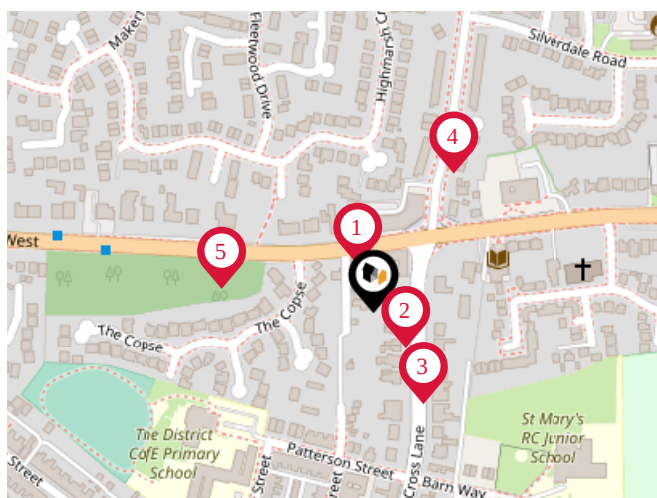 Fleetwood Drive
Highmarsh Cr
Silverdale Road
4
1
West
5
2
The Copse
The Copse
3
The District
CofE Primary
School
St Mary's
RC Junior
School
Patterson Street
Cross Lane
Barn Way
Street
Street